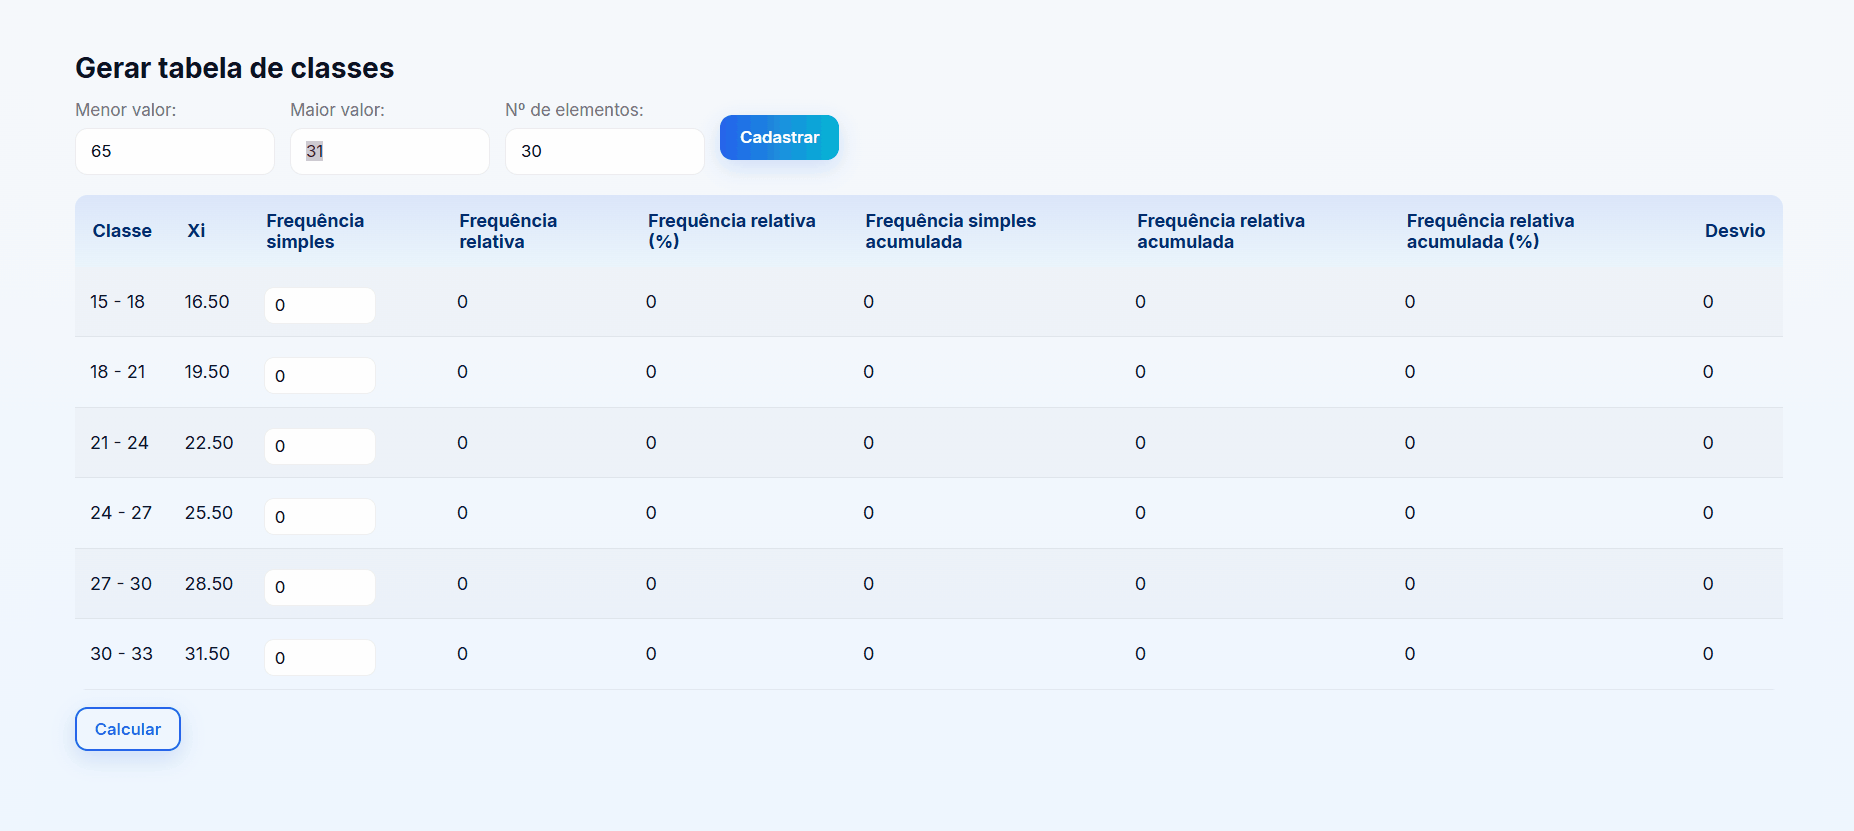 Gerar tabela de classes
Menor valor: Maior valor: Nº de elementos:
65 31 30 Cadastrar
Classe Xi Frequência simples Frequência relativa Frequência relativa (%) Frequência simples acumulada Frequência relativa acumulada Frequência relativa acumulada (%) Desvio
15 - 18 16.50 0 0 0 0 0 0 0
18 - 21 19.50 0 0 0 0 0 0 0
21 - 24 22.50 0 0 0 0 0 0 0
24 - 27 25.50 0 0 0 0 0 0 0
27 - 30 28.50 0 0 0 0 0 0 0
30 - 33 31.50 0 0 0 0 0 0 0
Calcular